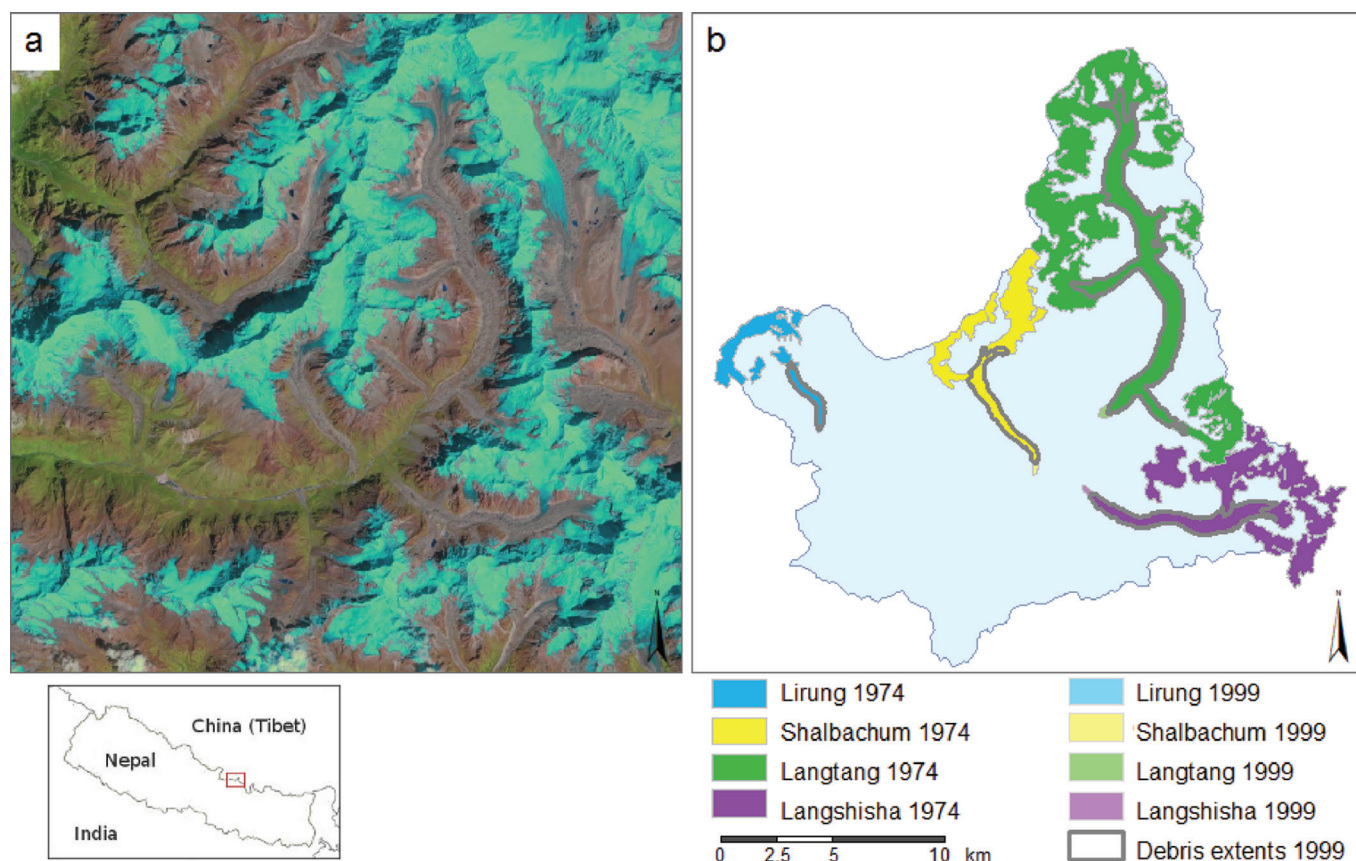 a
N
b
N
China (Tibet)
Nepal
India
Lirung 1974
Shalbachum 1974
Langtang 1974
Langshisha 1974
0 2.5 5 10 km
Lirung 1999
Shalbachum 1999
Langtang 1999
Langshisha 1999
Debris extents 1999